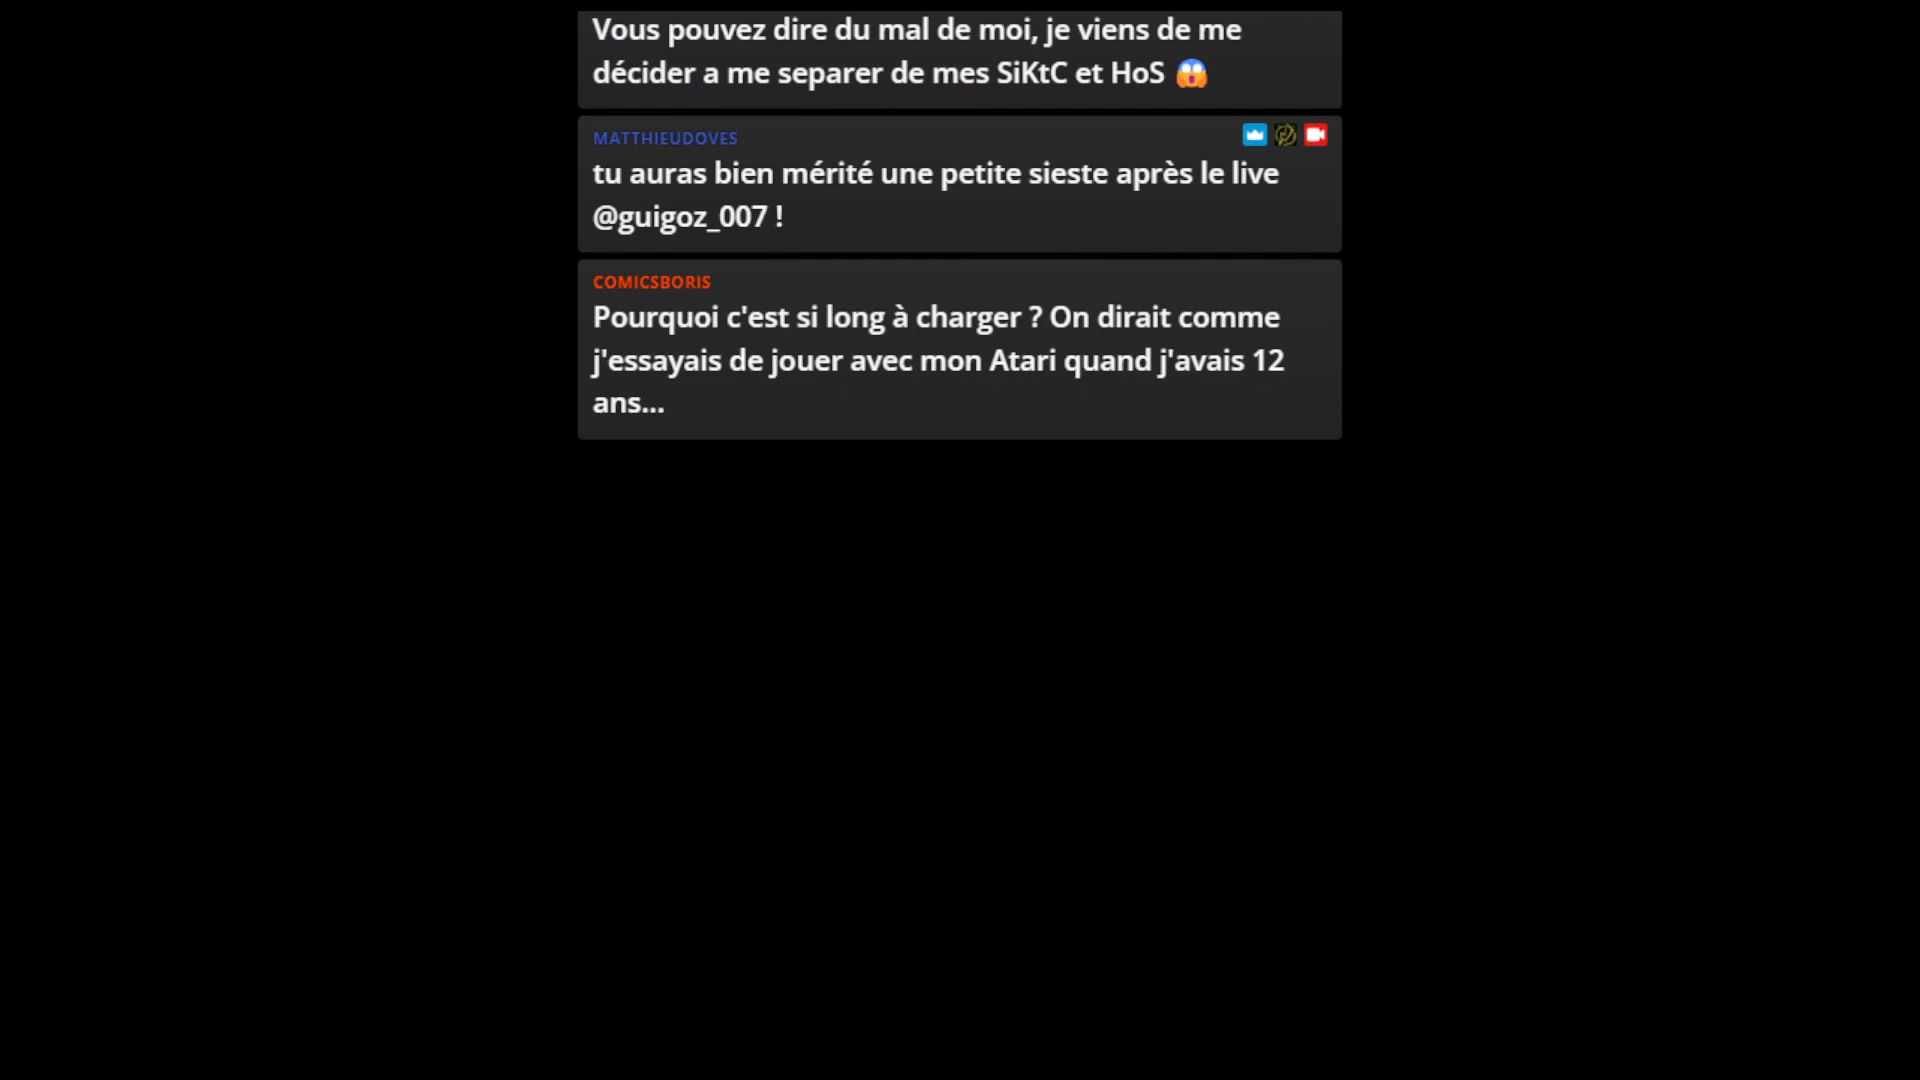 Vous pouvez dire du mal de moi, je viens de me
décider a me separer de mes SiKtC et HoS 😱
MATTHIEUDOVES
tu auras bien mérité une petite sieste après le live
@guigoz_007 !
COMICSBORIS
Pourquoi c'est si long à charger ? On dirait comme
j'essayais de jouer avec mon Atari quand j'avais 12
ans...